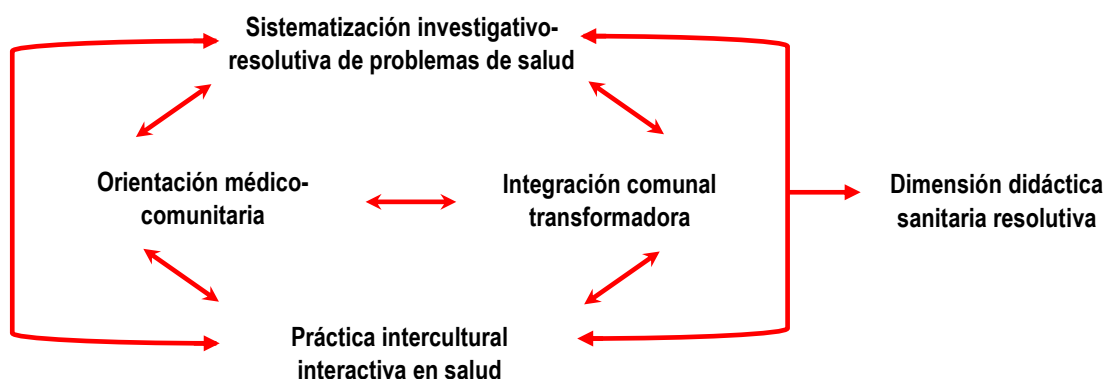 Sistematización investigativo-
resolutiva de problemas de salud
Orientación médico-
comunitaria
Integración comunal
transformadora
Dimensión didáctica
sanitaria resolutiva
Práctica intercultural
interactiva en salud